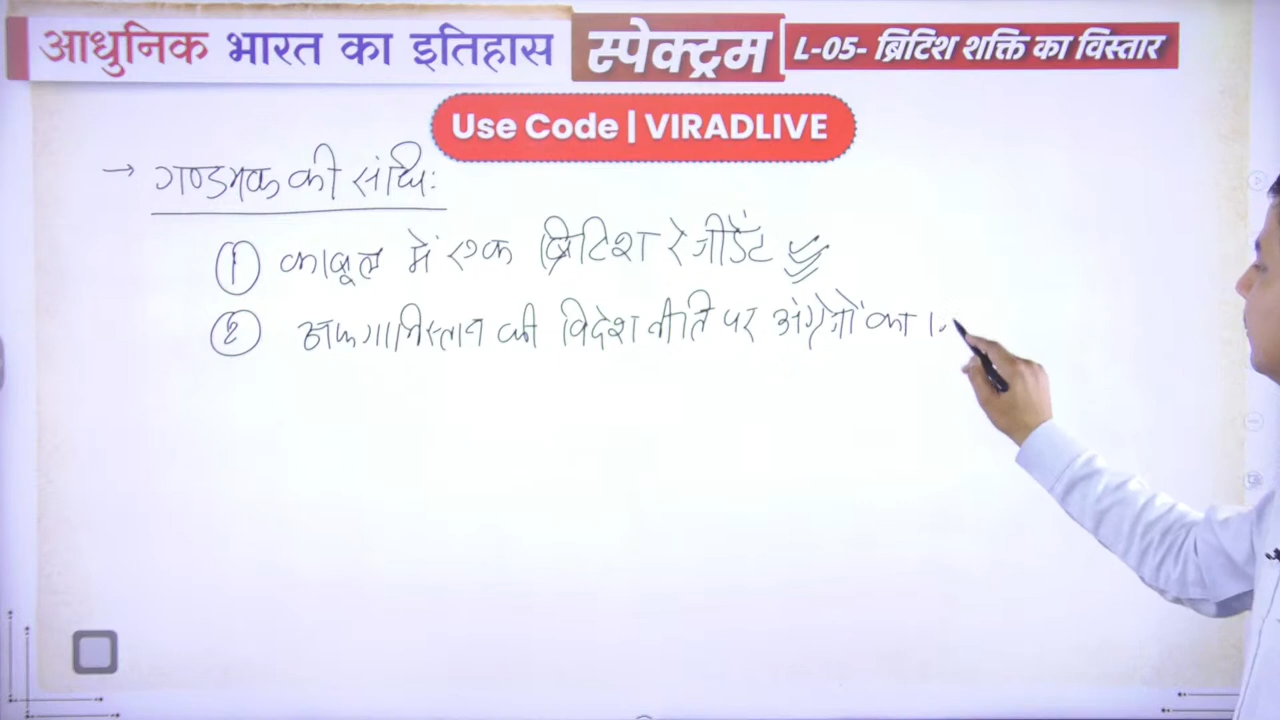 आधुनिक भारत का इतिहास स्पेक्ट्रम L-05- ब्रिटिश शक्ति का विस्तार
Use Code | VIRADLIVE
→ गण्डमक की संधिः
① काबूल में एक ब्रिटिश रेजीडेंट
② अफगानिस्तान की विदेश नीति पर अंग्रेजों का